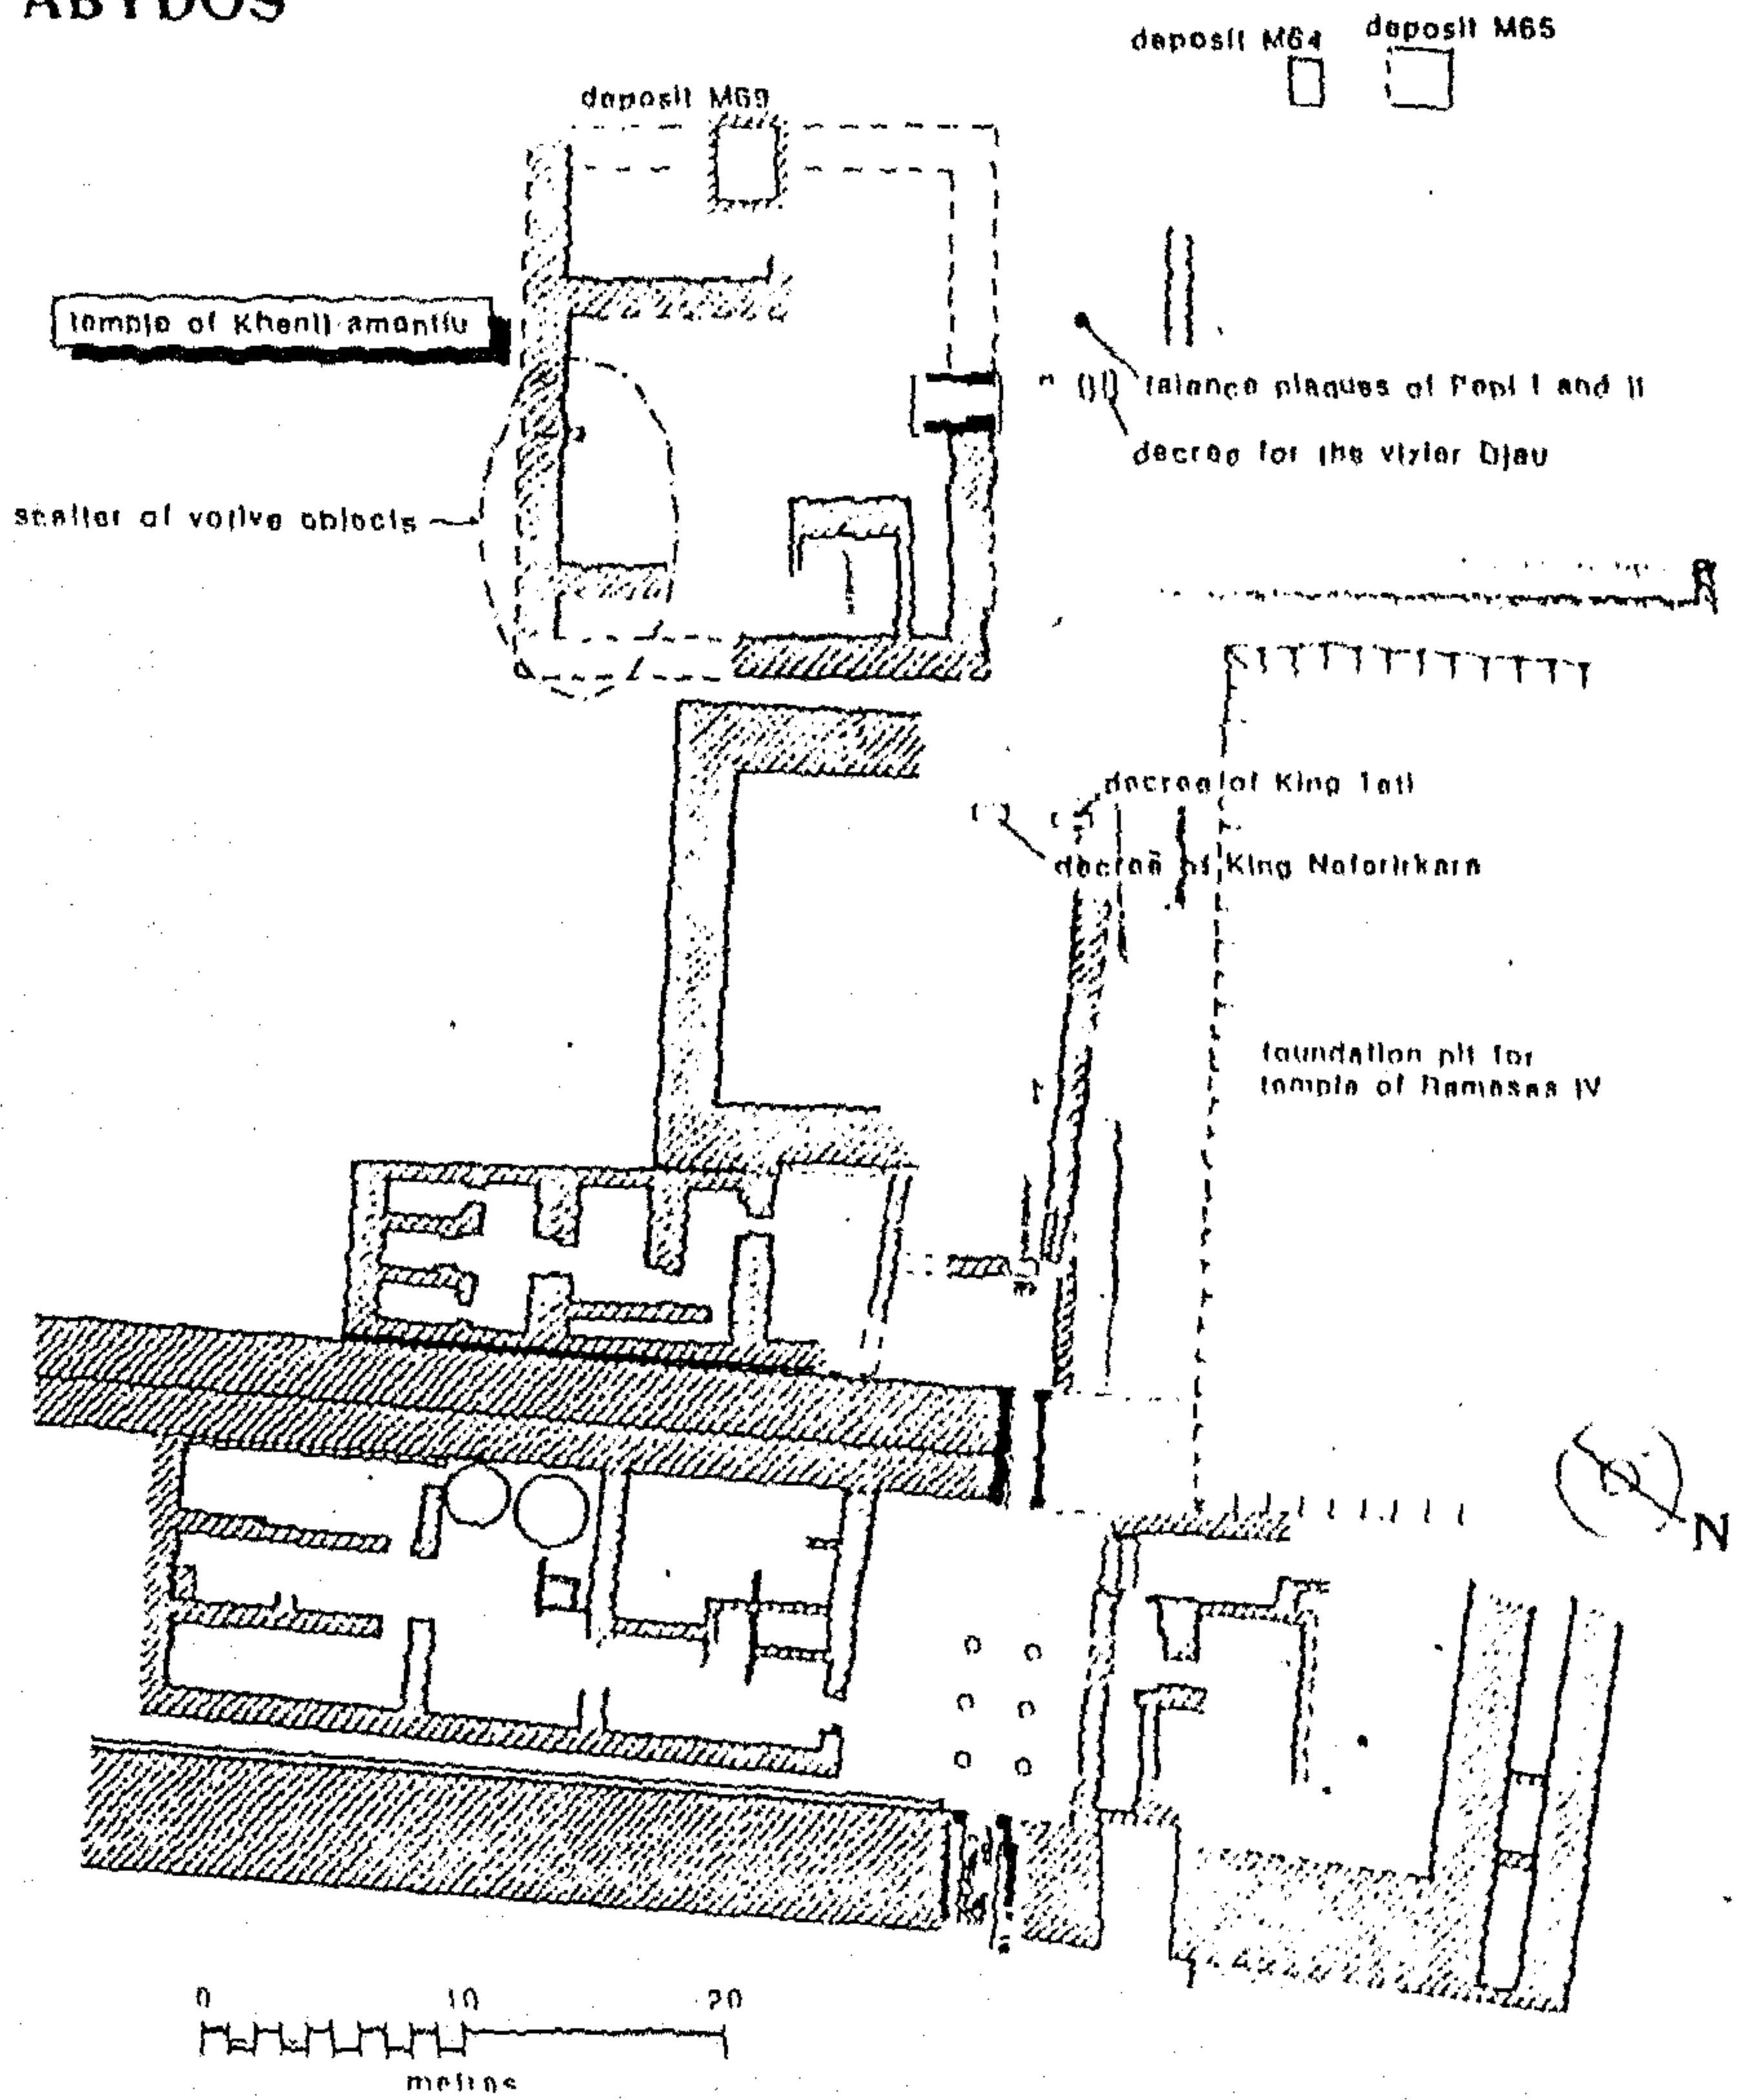 ABYDOS
deposit M64
deposit M65
deposit M69
temple of Khenti-amentiu
faience plaques of Pepi I and II
decree for the vizier Djau
scatter of votive objects
decree of King Teti
decree of King Neferirkara
foundation pit for
temple of Rameses IV
N
0 10 20
metres